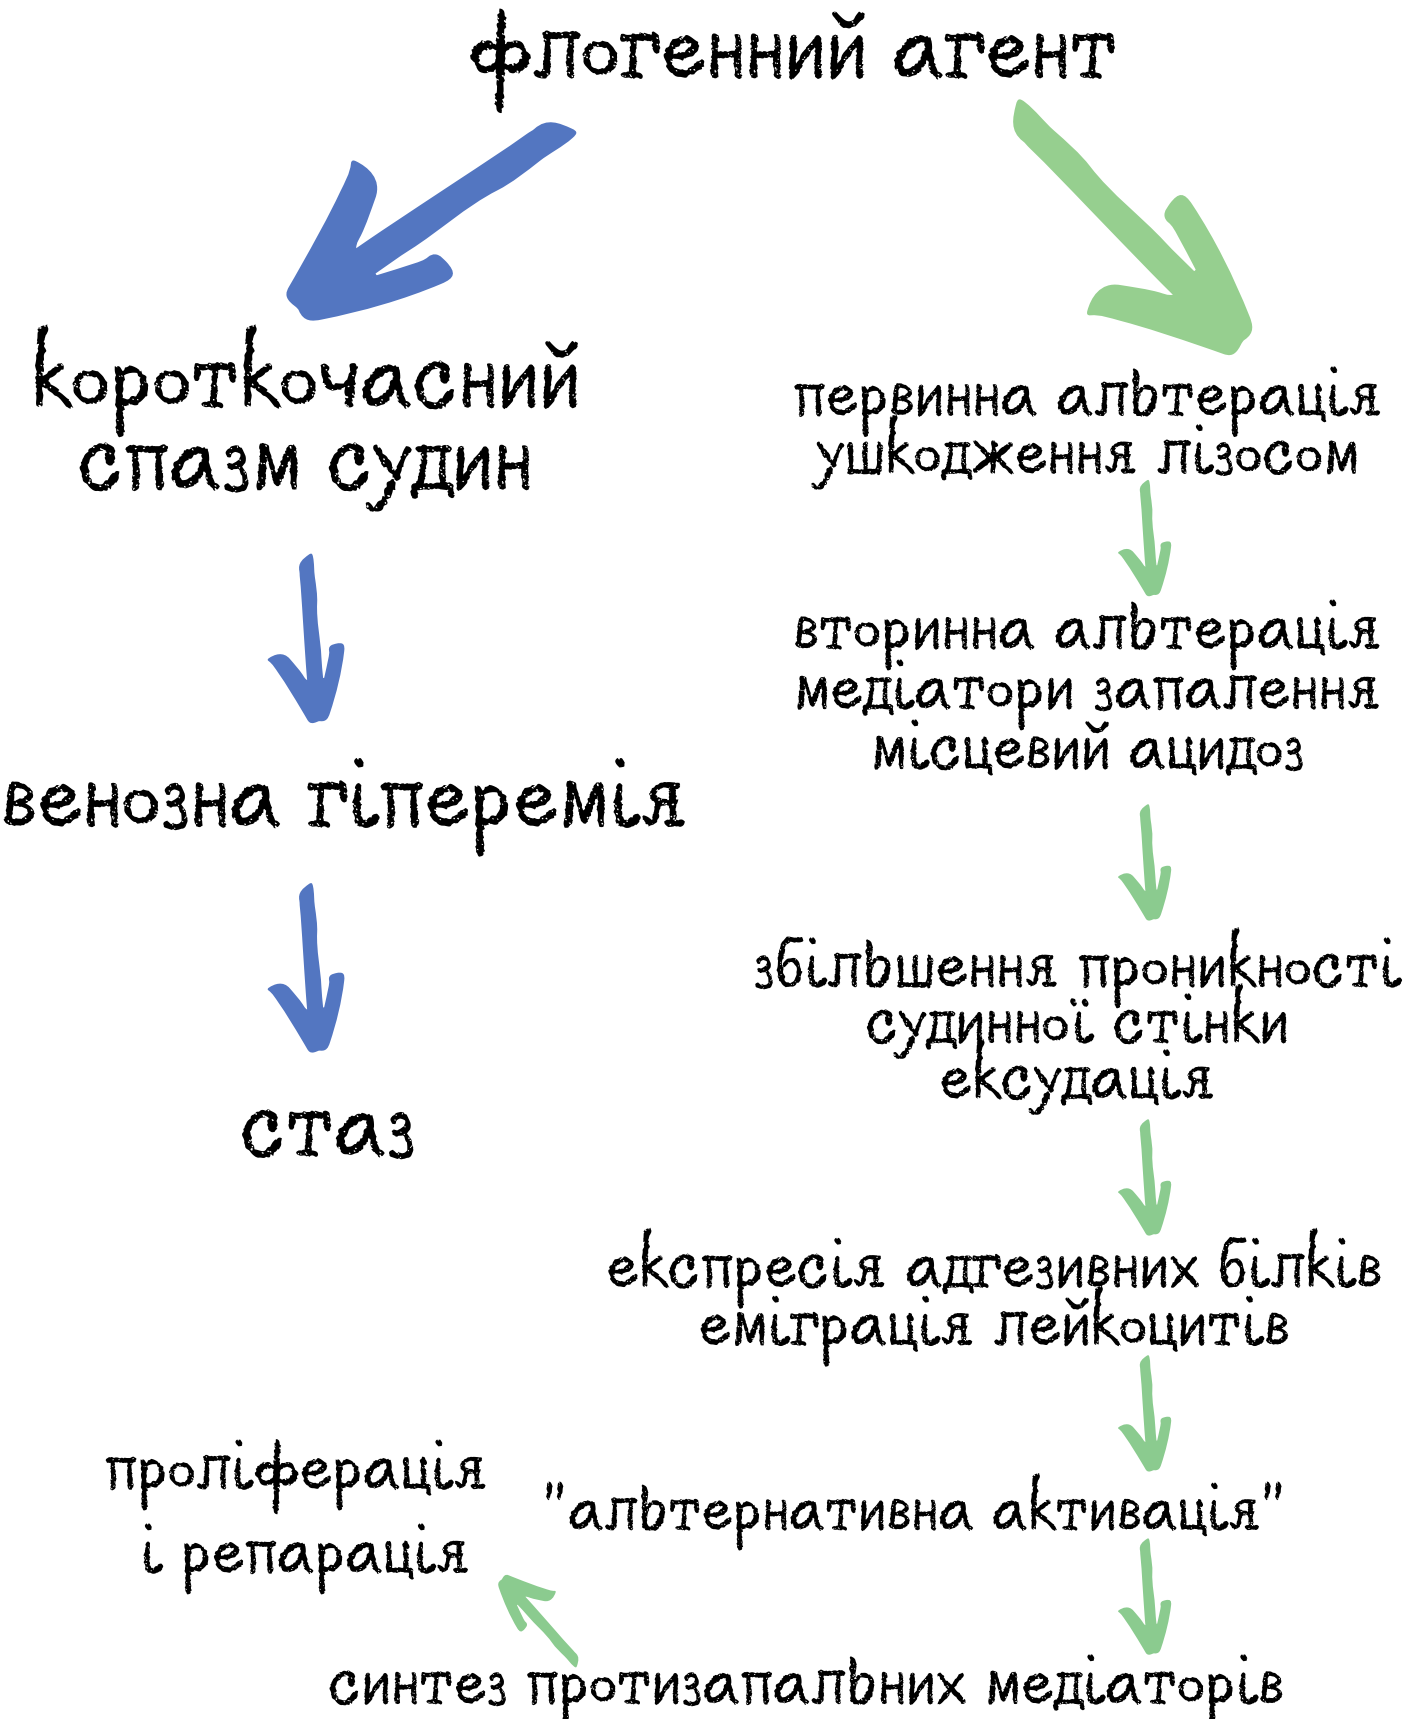 флогенний агент
короткочасний
спазм судин
венозна гіперемія
стаз
первинна альтерація
ушкодження лізосом
вторинна альтерація
медіатори запалення
місцевий ацидоз
збільшення проникності
судинної стінки
ексудація
експресія адгезивних білків
еміграція лейкоцитів
"альтернативна активація"
синтез протизапальних медіаторів
проліферація
і репарація